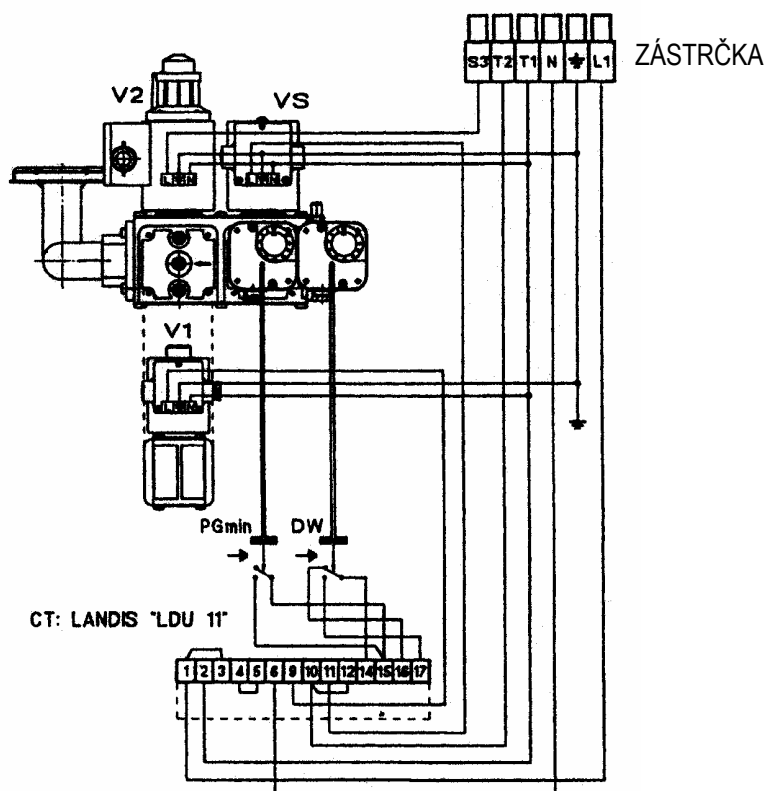 S3 T2 T1 N L1
ZÁSTRČKA
V2
VS
L N
L N
V1
L N
PGmin
DW
CT: LANDIS "LDU 11"
1 2 3 4 5 6 9 10 11 12 14 15 16 17